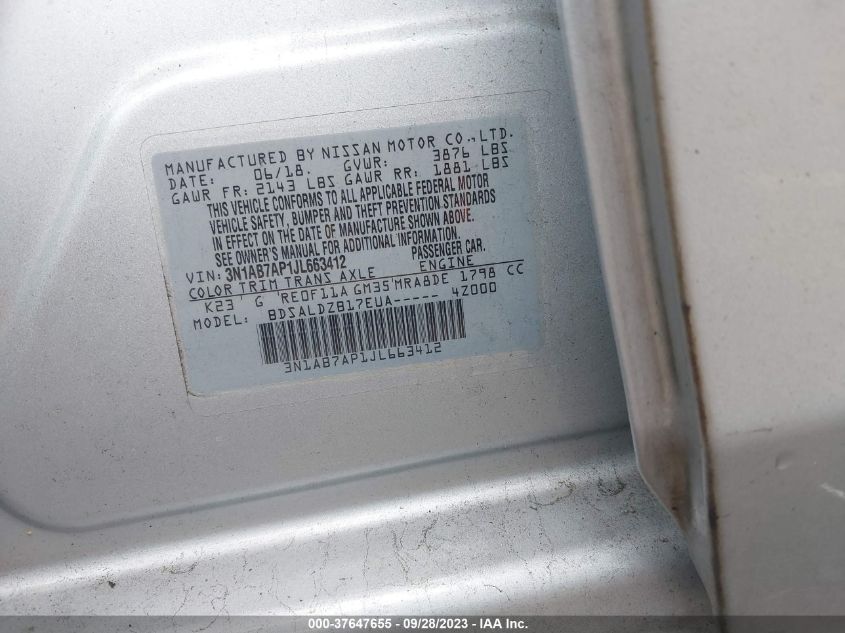 MANUFACTURED BY NISSAN MOTOR CO.,LTD.
DATE: 06/18. GVWR: 3876 LBS
GAWR FR: 2143 LBS GAWR RR: 1881 LBS
THIS VEHICLE CONFORMS TO ALL APPLICABLE FEDERAL MOTOR
VEHICLE SAFETY, BUMPER AND THEFT PREVENTION STANDARDS
IN EFFECT ON THE DATE OF MANUFACTURE SHOWN ABOVE.
SEE OWNER'S MANUAL FOR ADDITIONAL INFORMATION.
VIN: 3N1AB7AP1JL663412 PASSENGER CAR.
COLOR TRIM TRANS AXLE ENGINE
K23 G RE0F11A GM35 MRA8DE 1798 CC
MODEL: BDSALDZB17EUA----- 42000
3N1AB7AP1JL663412
000-37647655 / 09/28/2023 / IAA Inc.